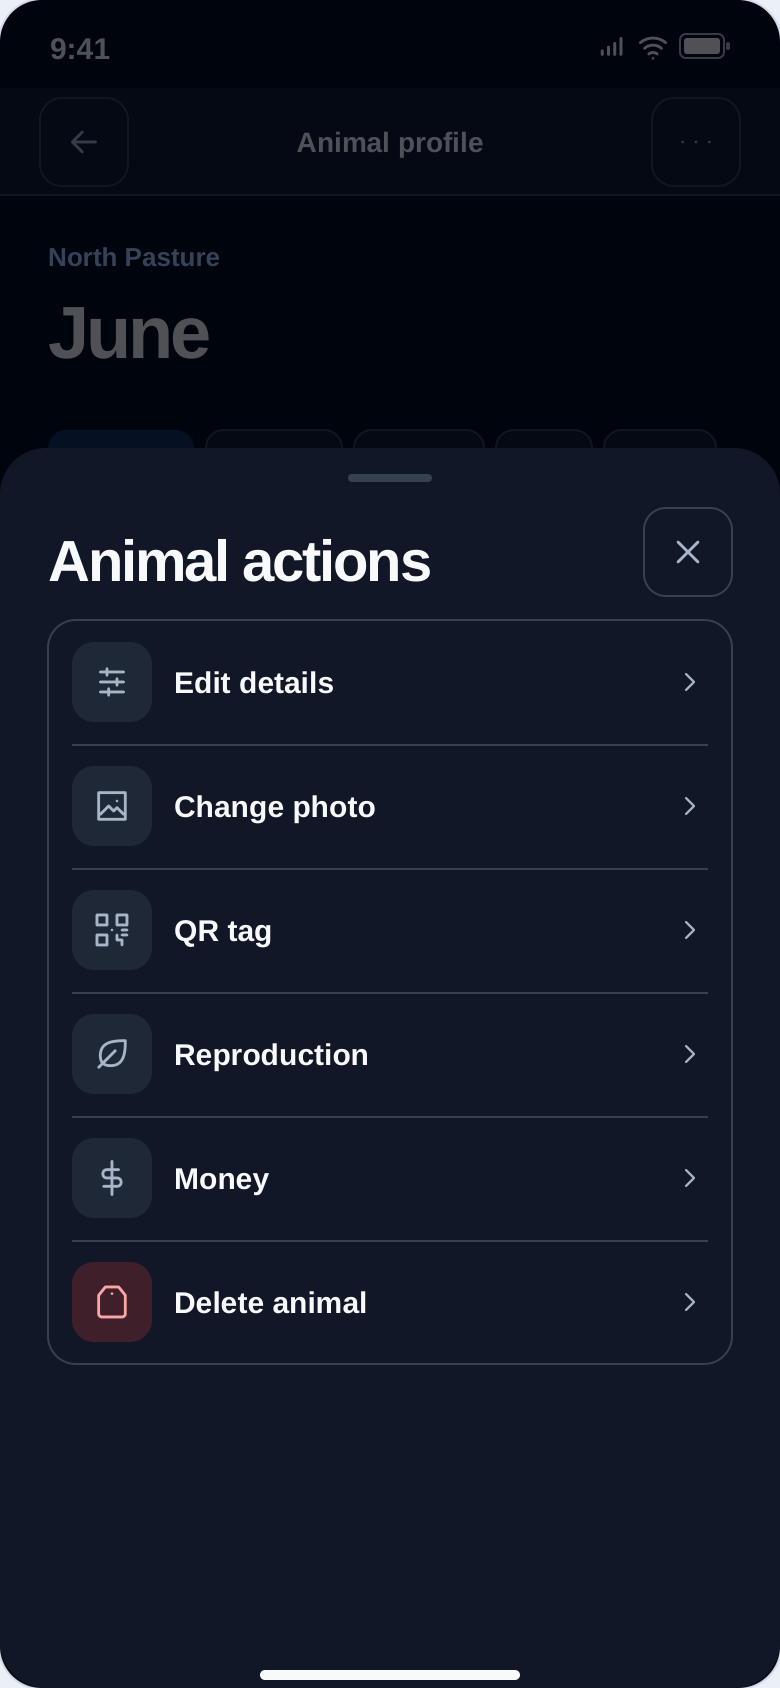 9:41
Animal profile
North Pasture
June
Animal actions
Edit details
Change photo
QR tag
Reproduction
Money
Delete animal